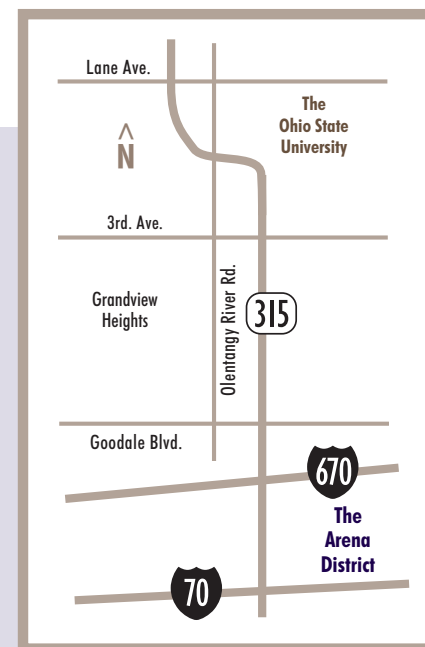 Lane Ave.
The
Ohio State
University
N
3rd. Ave.
Grandview
Heights
Olentangy River Rd.
315
Goodale Blvd.
670
The
Arena
District
70